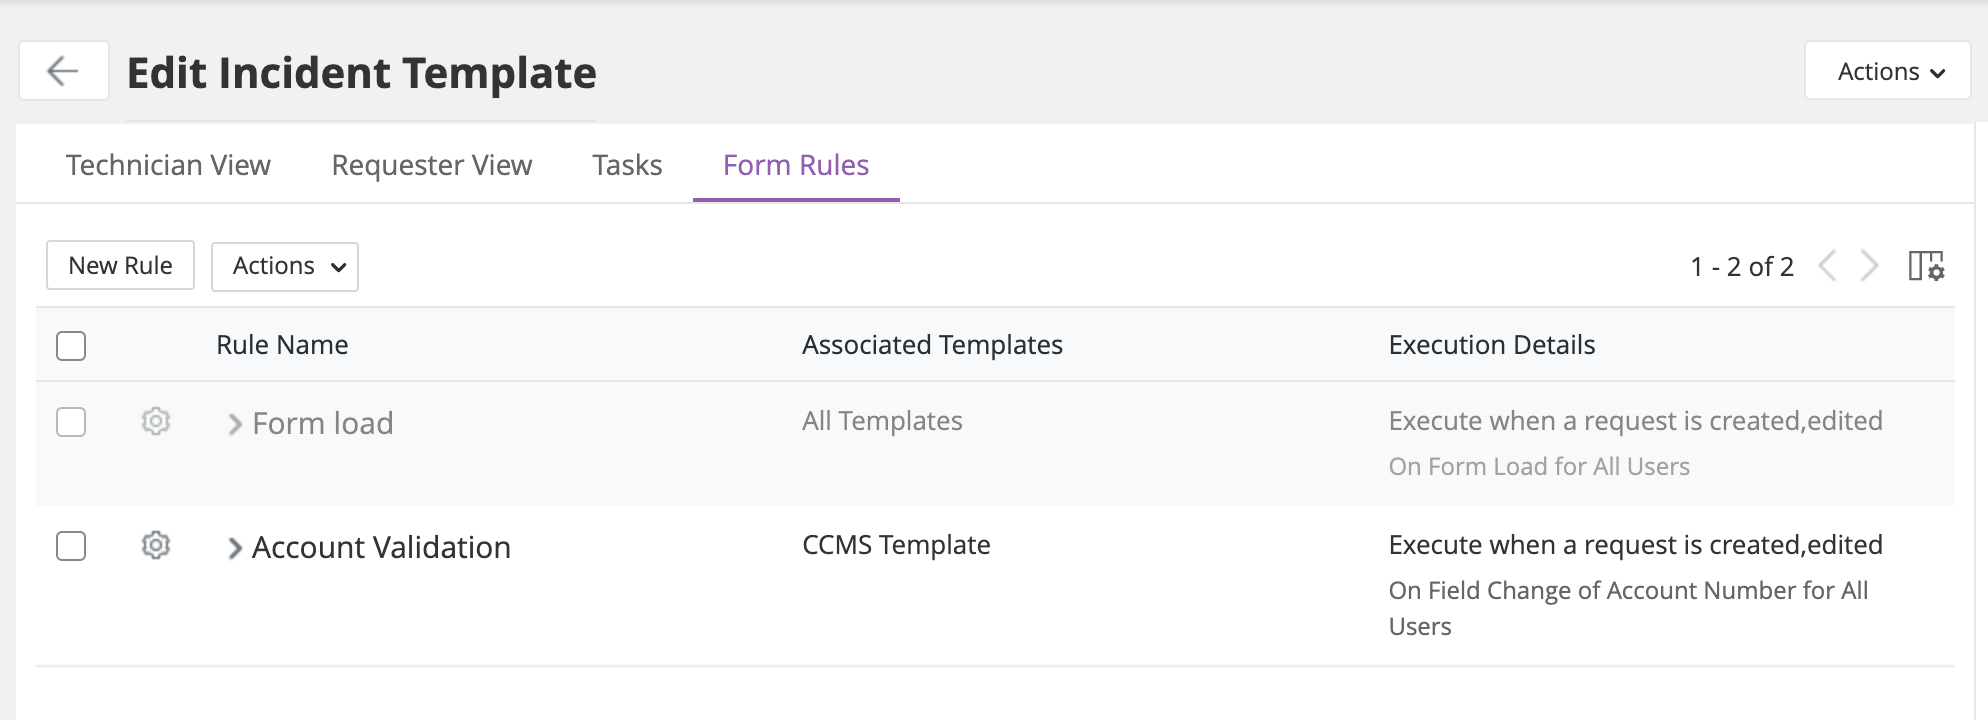 Edit Incident Template
Actions
Technician View Requester View Tasks Form Rules
New Rule Actions 1 - 2 of 2
Rule Name Associated Templates Execution Details
Form load All Templates Execute when a request is created,edited
On Form Load for All Users
Account Validation CCMS Template Execute when a request is created,edited
On Field Change of Account Number for All
Users